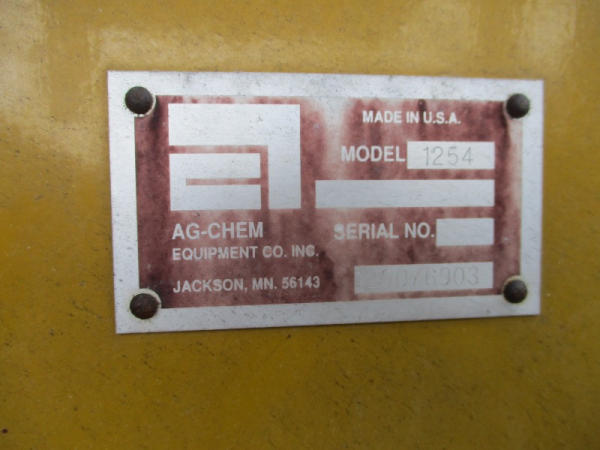 MADE IN U.S.A.
MODEL 1254
AG-CHEM
EQUIPMENT CO. INC.
JACKSON, MN. 56143
SERIAL NO.